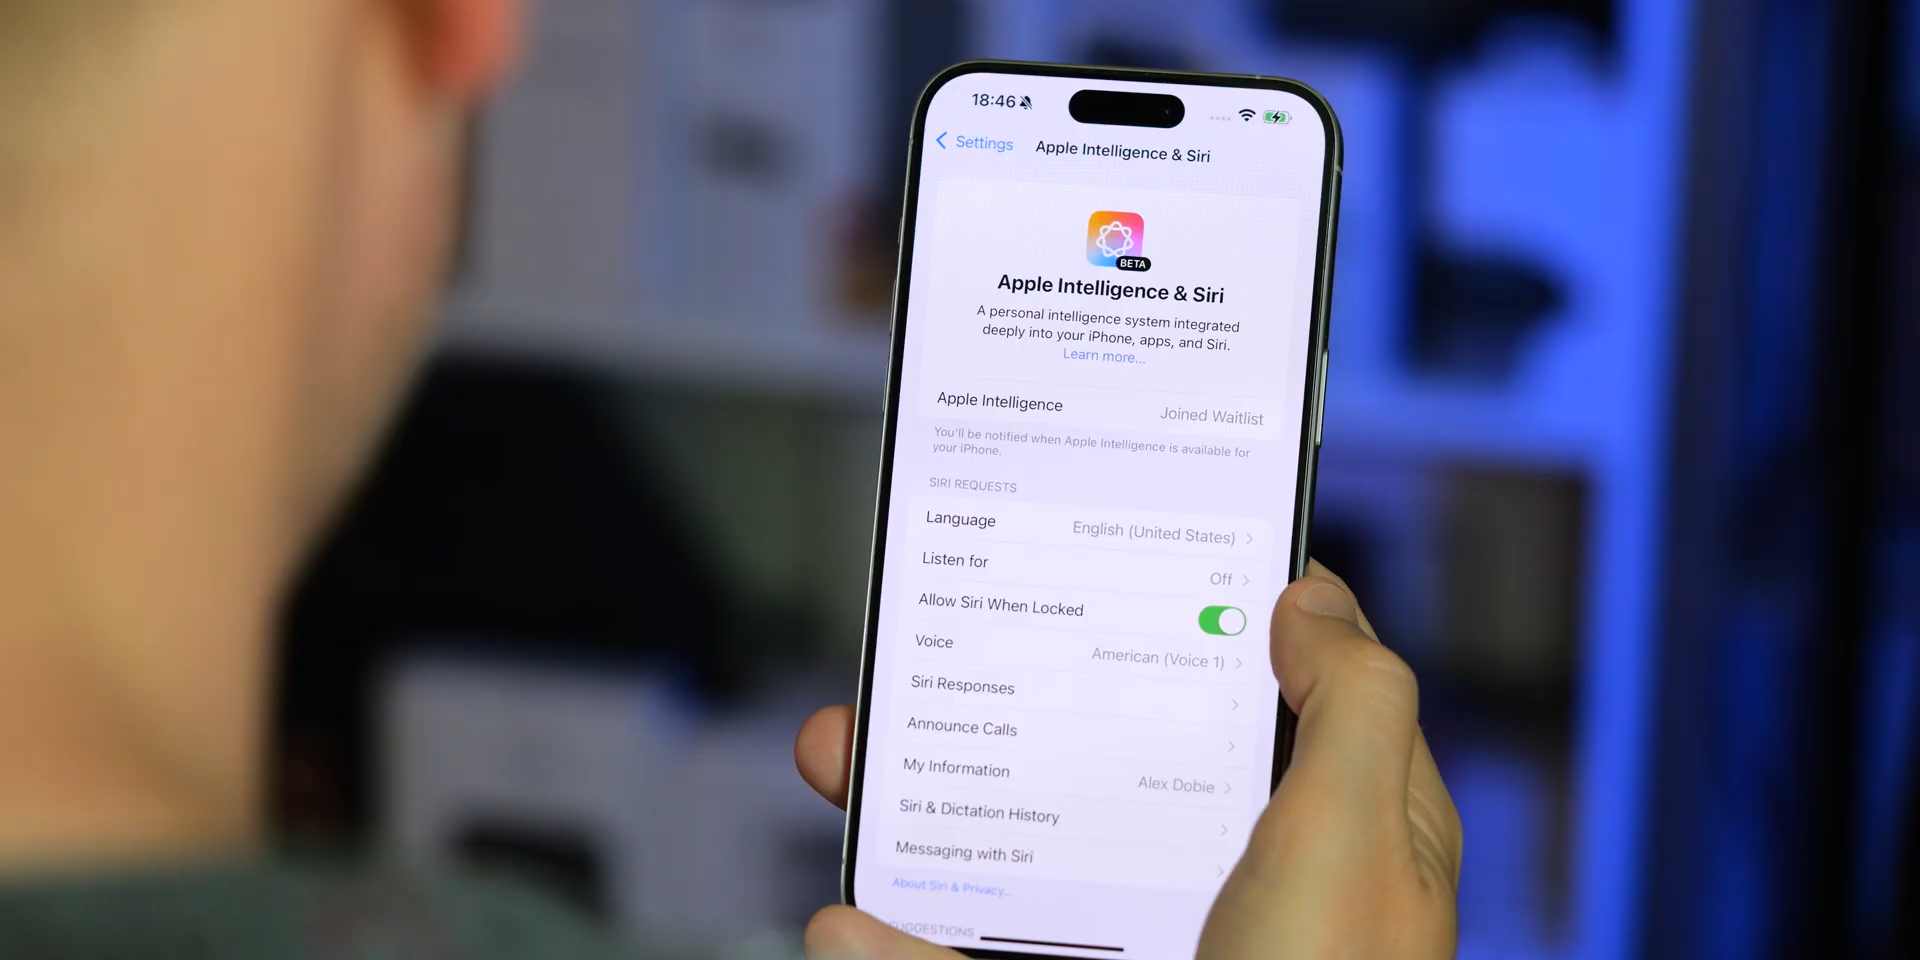 18:46
Settings
Apple Intelligence & Siri
BETA
Apple Intelligence & Siri
A personal intelligence system integrated
deeply into your iPhone, apps, and Siri.
Learn more...
Apple Intelligence Joined Waitlist
You'll be notified when Apple Intelligence is available for
your iPhone.
SIRI REQUESTS
Language English (United States)
Listen for Off
Allow Siri When Locked
Voice American (Voice 1)
Siri Responses
Announce Calls
My Information Alex Dobie
Siri & Dictation History
Messaging with Siri
About Siri & Privacy...
SUGGESTIONS